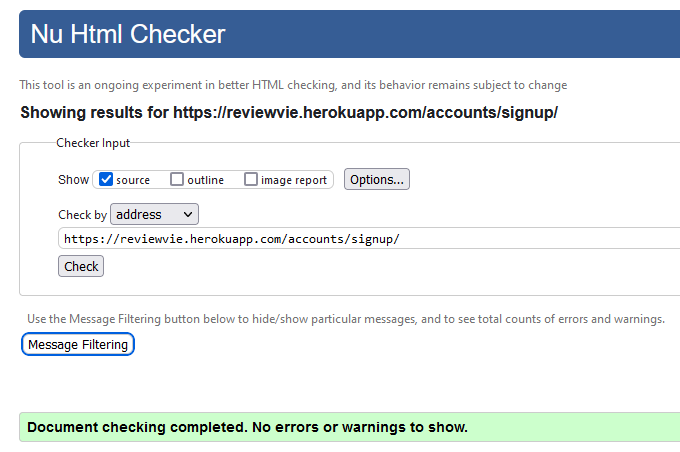 Nu Html Checker
This tool is an ongoing experiment in better HTML checking, and its behavior remains subject to change
Showing results for https://reviewvie.herokuapp.com/accounts/signup/
Checker Input
Show source outline image report Options...
Check by address
https://reviewvie.herokuapp.com/accounts/signup/
Check
Use the Message Filtering button below to hide/show particular messages, and to see total counts of errors and warnings.
Message Filtering
Document checking completed. No errors or warnings to show.